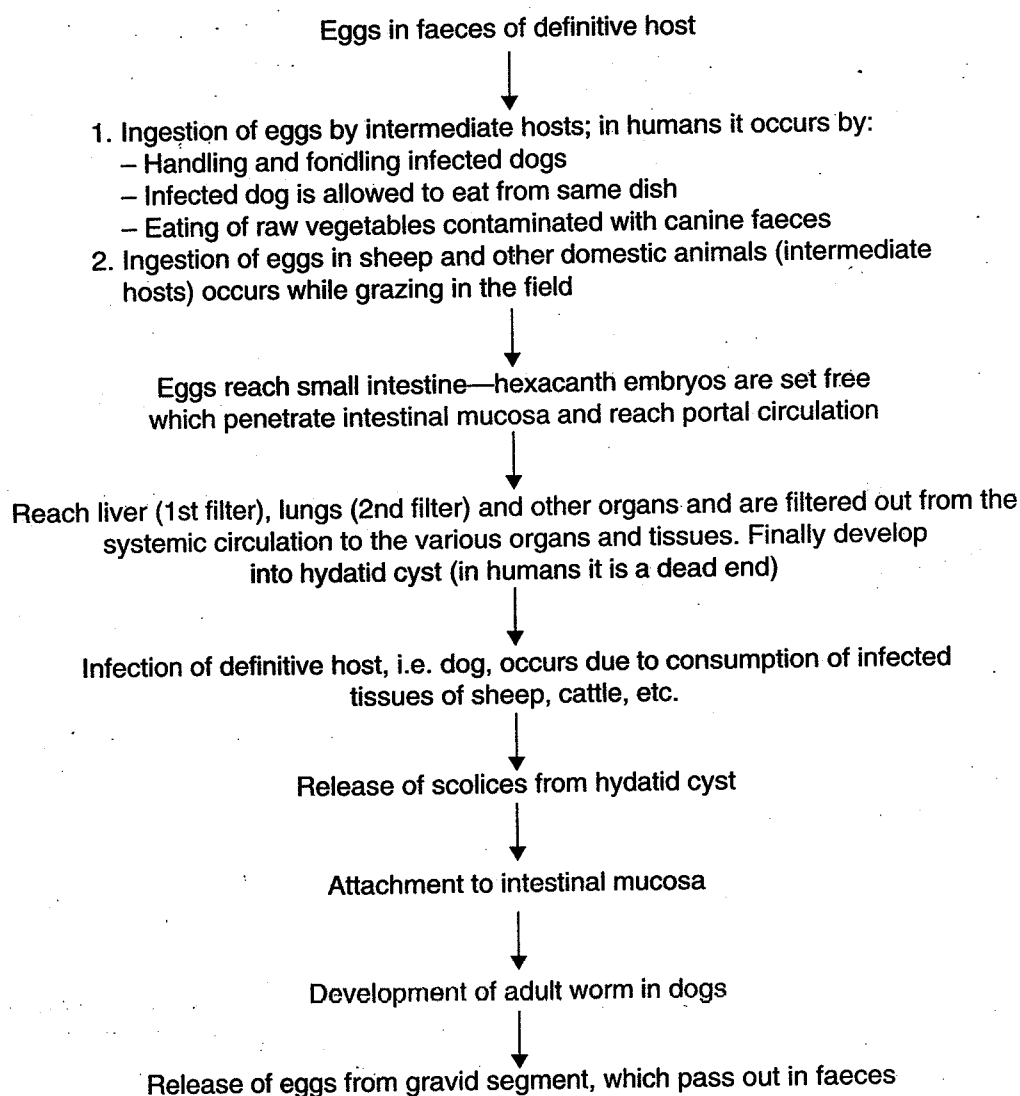 Eggs in faeces of definitive host
1. Ingestion of eggs by intermediate hosts; in humans it occurs by:
– Handling and fondling infected dogs
– Infected dog is allowed to eat from same dish
– Eating of raw vegetables contaminated with canine faeces
2. Ingestion of eggs in sheep and other domestic animals (intermediate
hosts) occurs while grazing in the field
Eggs reach small intestine—hexacanth embryos are set free
which penetrate intestinal mucosa and reach portal circulation
Reach liver (1st filter), lungs (2nd filter) and other organs and are filtered out from the
systemic circulation to the various organs and tissues. Finally develop
into hydatid cyst (in humans it is a dead end)
Infection of definitive host, i.e. dog, occurs due to consumption of infected
tissues of sheep, cattle, etc.
Release of scolices from hydatid cyst
Attachment to intestinal mucosa
Development of adult worm in dogs
Release of eggs from gravid segment, which pass out in faeces